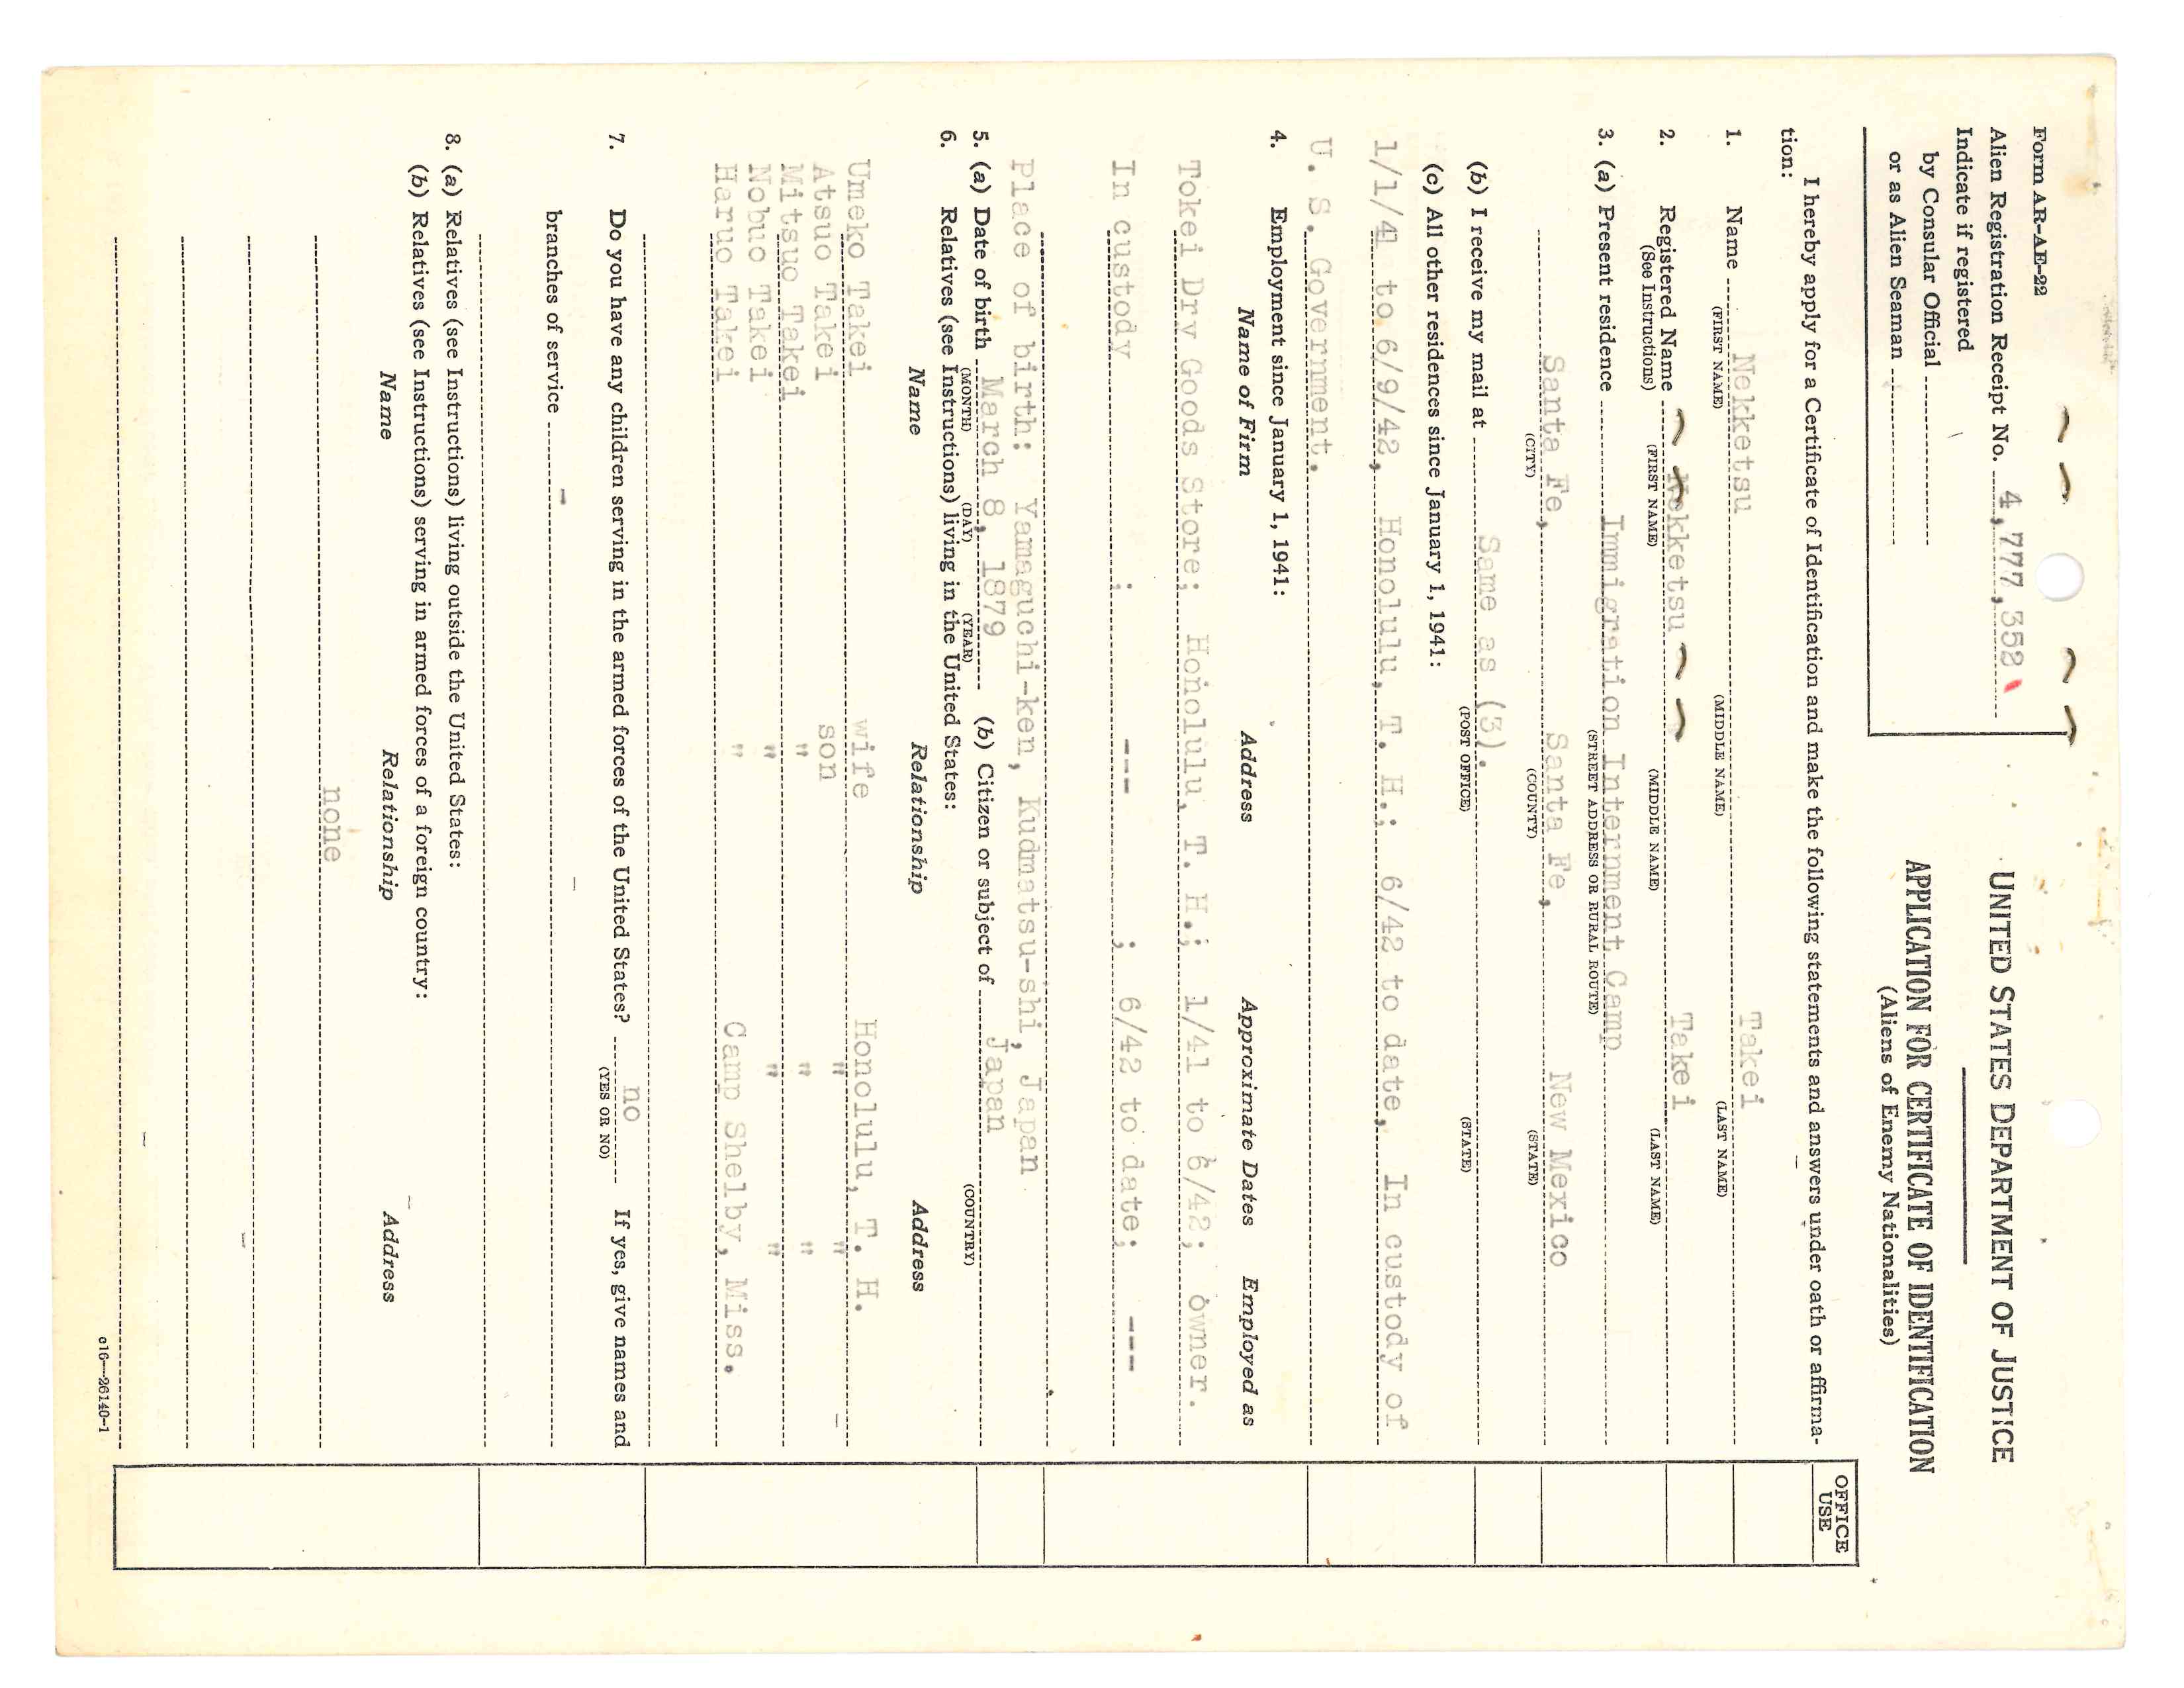 Form AR-AE-22
Alien Registration Receipt No. 4,777,352
Indicate if registered
by Consular Official
or as Alien Seaman
UNITED STATES DEPARTMENT OF JUSTICE
APPLICATION FOR CERTIFICATE OF IDENTIFICATION
(Aliens of Enemy Nationalities)
OFFICE
USE
I hereby apply for a Certificate of Identification and make the following statements and answers under oath or affirma-
tion:
1. Name Nekketsu Takei
(FIRST NAME) (MIDDLE NAME) (LAST NAME)
2. Registered Name Nekketsu Takei
(See Instructions) (FIRST NAME) (MIDDLE NAME) (LAST NAME)
3. (a) Present residence Immigration Internment Camp
(STREET ADDRESS OR RURAL ROUTE)
Santa Fe, Santa Fe, New Mexico
(CITY) (COUNTY) (STATE)
(b) I receive my mail at Same as (3).
(POST OFFICE) (STATE)
(c) All other residences since January 1, 1941:
1/1/41 to 6/9/42, Honolulu, T. H.; 6/42 to date, In custody of
U. S. Government.
4. Employment since January 1, 1941:
Name of Firm Address Approximate Dates Employed as
Tokei Dry Goods Store; Honolulu, T. H.; 1/41 to 6/42; owner.
In custody ; --- ; 6/42 to date; ---
Place of birth: Yamaguchi-ken, Kudmatsu-shi, Japan
5. (a) Date of birth March 8, 1879 (b) Citizen or subject of Japan
(MONTH) (DAY) (YEAR) (COUNTRY)
6. Relatives (see Instructions) living in the United States:
Name Relationship Address
Umeko Takei wife Honolulu, T. H.
Atsuo Takei son " "
Mitsuo Takei " " "
Nobuo Takei " " "
Haruo Takei " Camp Shelby, Miss.
7. Do you have any children serving in the armed forces of the United States? no If yes, give names and
(YES OR NO)
branches of service -
8. (a) Relatives (see Instructions) living outside the United States:
(b) Relatives (see Instructions) serving in armed forces of a foreign country:
Name Relationship Address
none
c16—26140-1